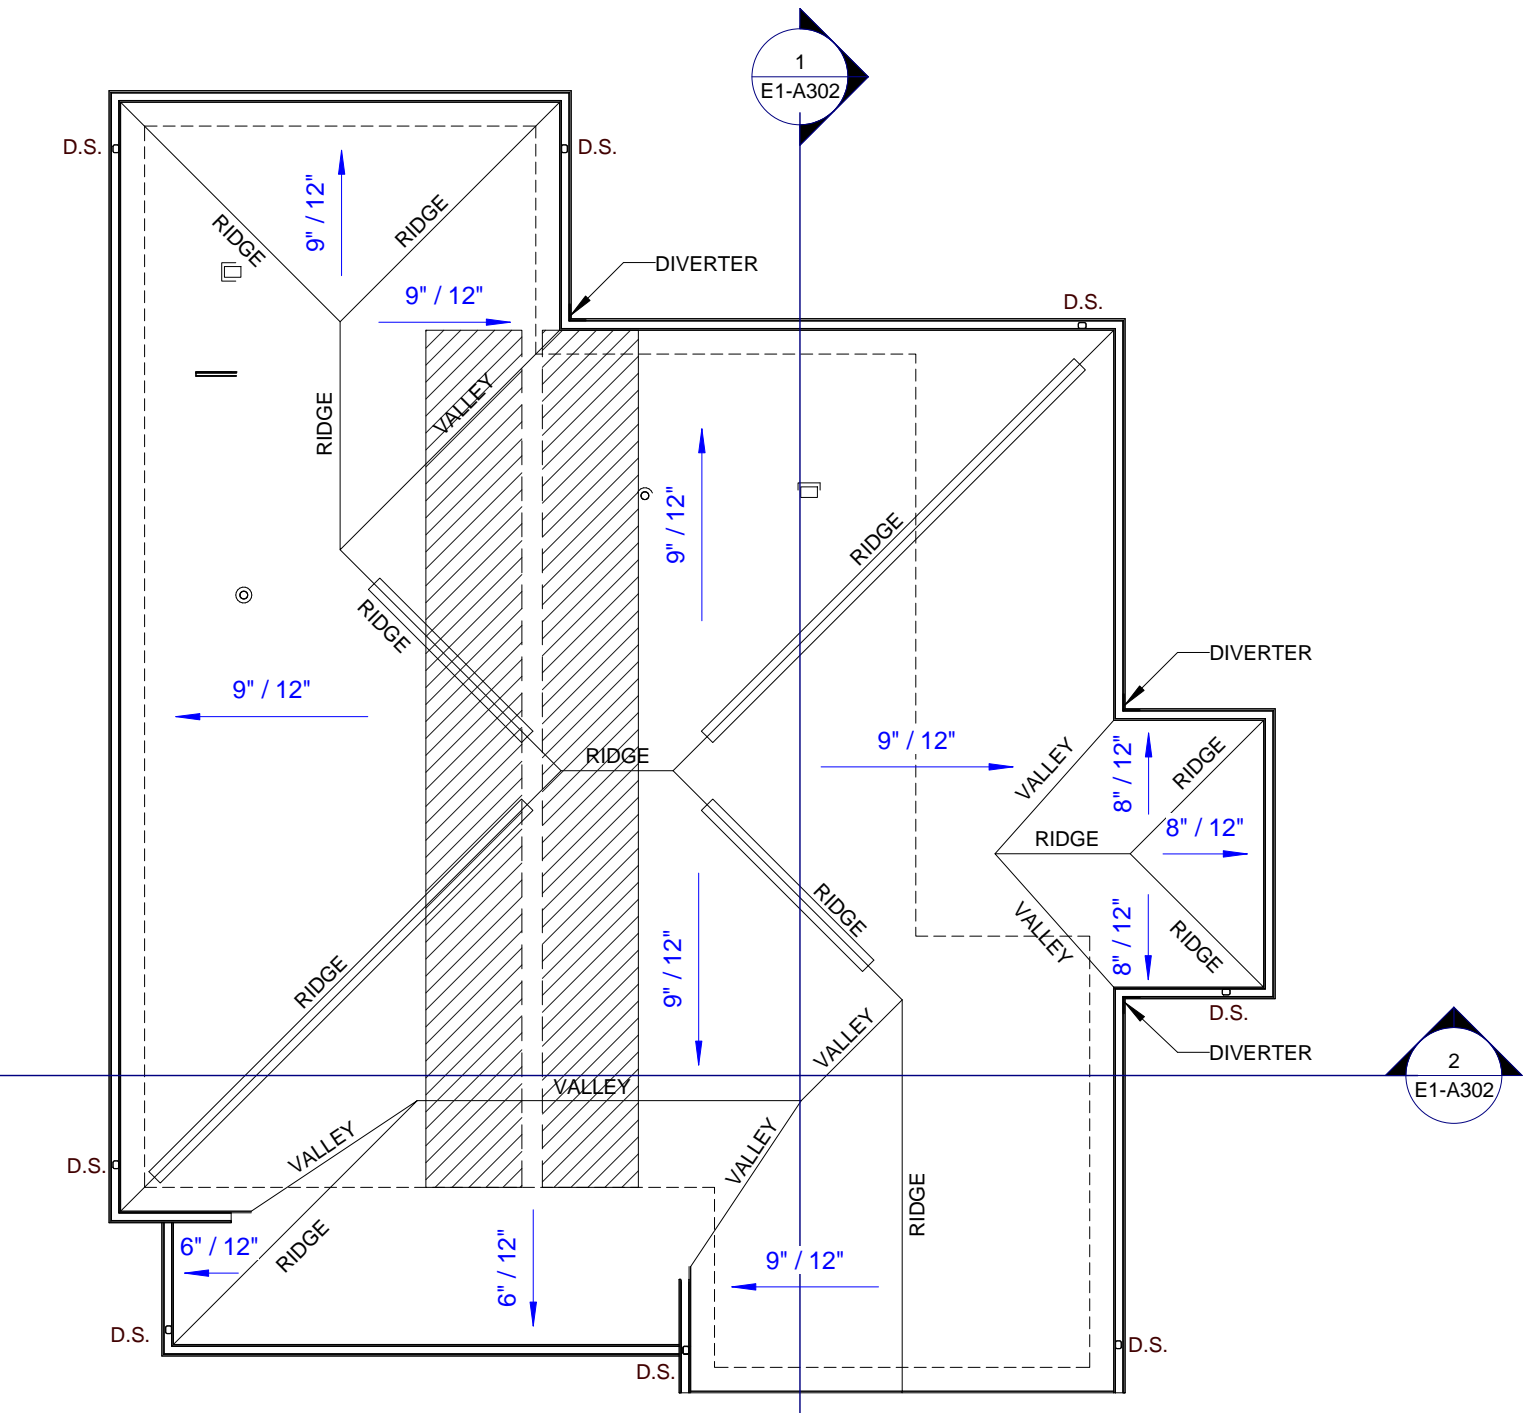 1
E1-A302
D.S.
D.S.
9" / 12"
RIDGE
RIDGE
DIVERTER
9" / 12"
D.S.
RIDGE
VALLEY
9" / 12"
RIDGE
RIDGE
DIVERTER
9" / 12"
RIDGE
9" / 12"
VALLEY
8" / 12"
RIDGE
8" / 12"
RIDGE
RIDGE
VALLEY
8" / 12"
RIDGE
D.S.
9" / 12"
RIDGE
VALLEY
DIVERTER
2
E1-A302
VALLEY
VALLEY
VALLEY
D.S.
RIDGE
6" / 12"
RIDGE
6" / 12"
9" / 12"
D.S.
D.S.
D.S.